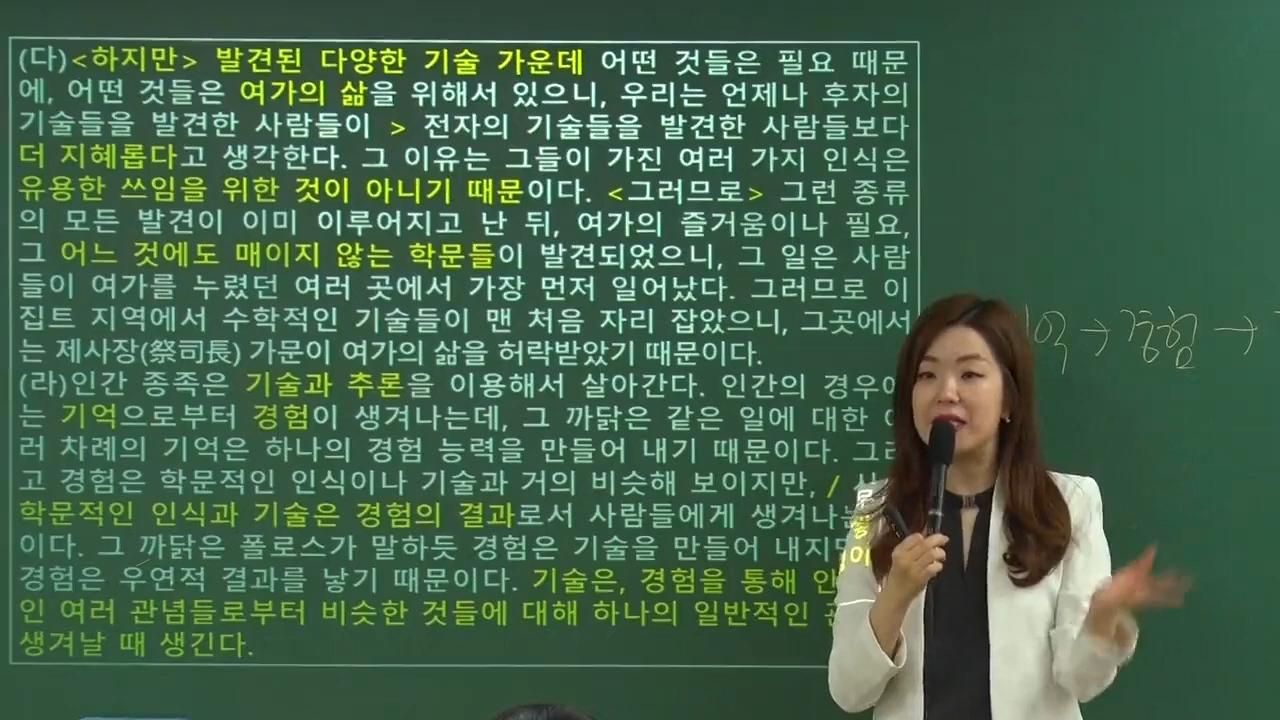 (다)<하지만> 발견된 다양한 기술 가운데 어떤 것들은 필요 때문
에, 어떤 것들은 여가의 삶을 위해서 있으니, 우리는 언제나 후자의
기술들을 발견한 사람들이 > 전자의 기술들을 발견한 사람들보다
더 지혜롭다고 생각한다. 그 이유는 그들이 가진 여러 가지 인식은
유용한 쓰임을 위한 것이 아니기 때문이다. <그러므로> 그런 종류
의 모든 발견이 이미 이루어지고 난 뒤, 여가의 즐거움이나 필요,
그 어느 것에도 매이지 않는 학문들이 발견되었으니, 그 일은 사람
들이 여가를 누렸던 여러 곳에서 가장 먼저 일어났다. 그러므로 이
집트 지역에서 수학적인 기술들이 맨 처음 자리 잡았으니, 그곳에서
는 제사장(祭司長) 가문이 여가의 삶을 허락받았기 때문이다.
(라)인간 종족은 기술과 추론을 이용해서 살아간다. 인간의 경우에
는 기억으로부터 경험이 생겨나는데, 그 까닭은 같은 일에 대한
러 차례의 기억은 하나의 경험 능력을 만들어 내기 때문이다.
고 경험은 학문적인 인식이나 기술과 거의 비슷해 보이지만, /
학문적인 인식과 기술은 경험의 결과로서 사람들에게
이다. 그 까닭은 폴로스가 말하듯 경험은 기술을 만들어
경험은 우연적 결과를 낳기 때문이다. 기술은, 경험을 통해
인 여러 관념들로부터 비슷한 것들에 대해 하나의 일반적인
생겨날 때 생긴다.
→ 경험 →